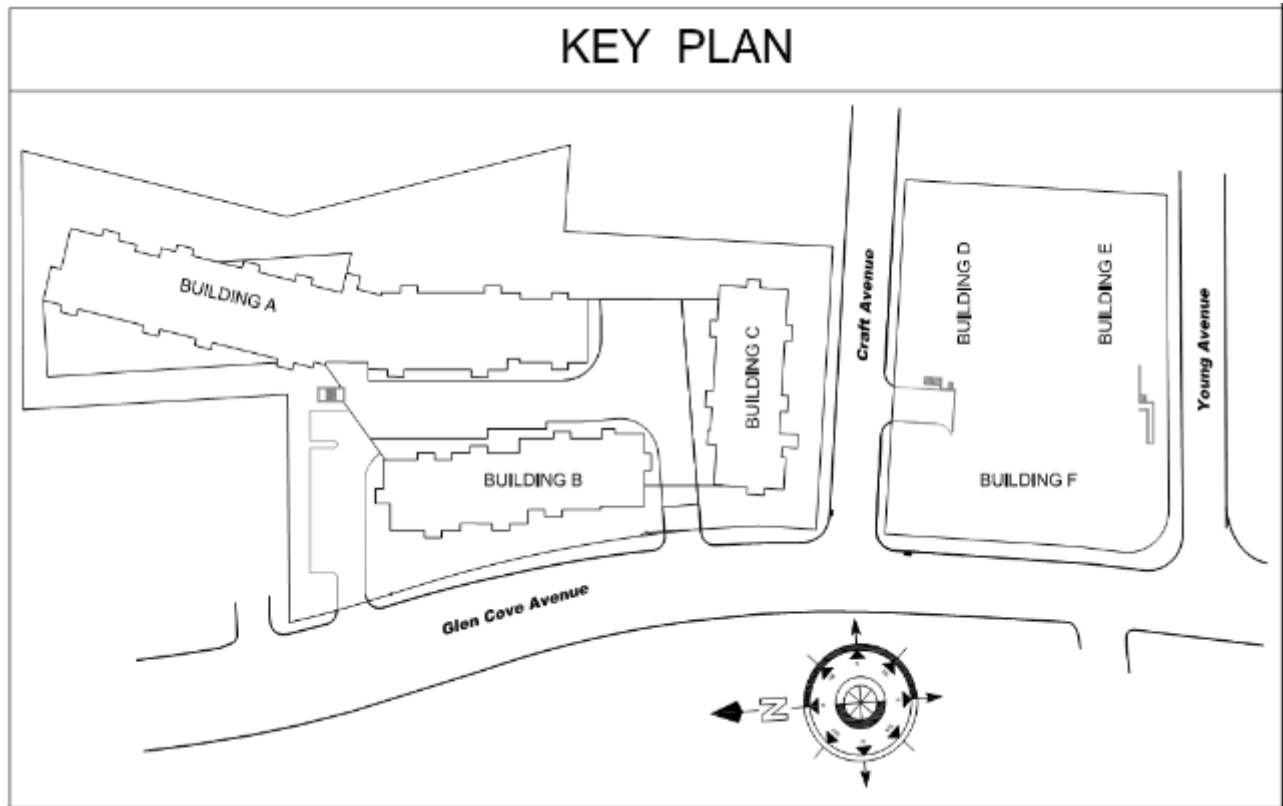 KEY PLAN
BUILDING A
BUILDING B
BUILDING C
Craft Avenue
BUILDING D
BUILDING E
Young Avenue
BUILDING F
Glen Cove Avenue
N